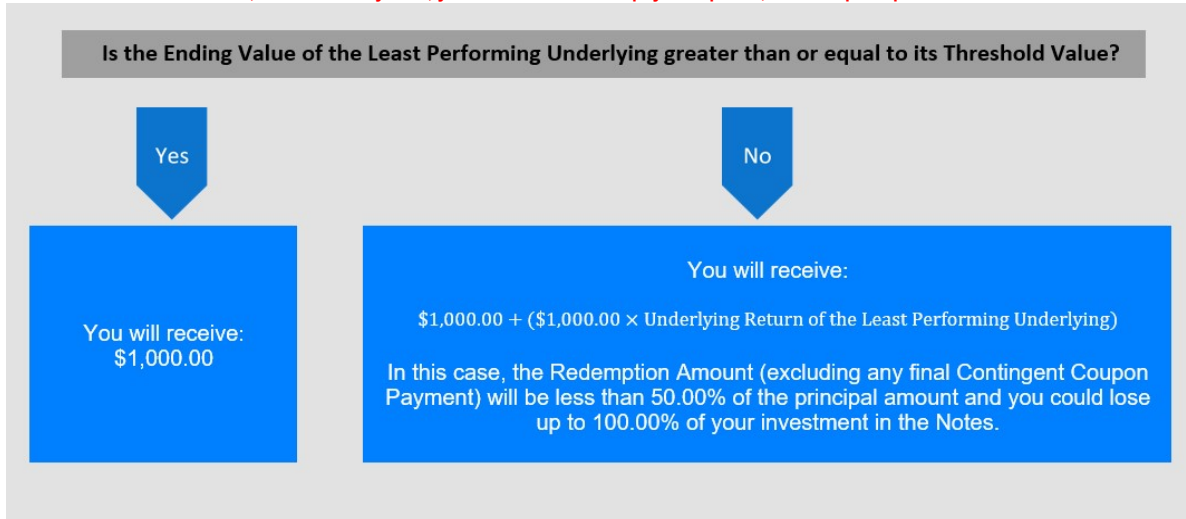 Is the Ending Value of the Least Performing Underlying greater than or equal to its Threshold Value?
Yes
No
You will receive:
$1,000.00
You will receive:
$1,000.00 + ($1,000.00 × Underlying Return of the Least Performing Underlying)
In this case, the Redemption Amount (excluding any final Contingent Coupon
Payment) will be less than 50.00% of the principal amount and you could lose
up to 100.00% of your investment in the Notes.